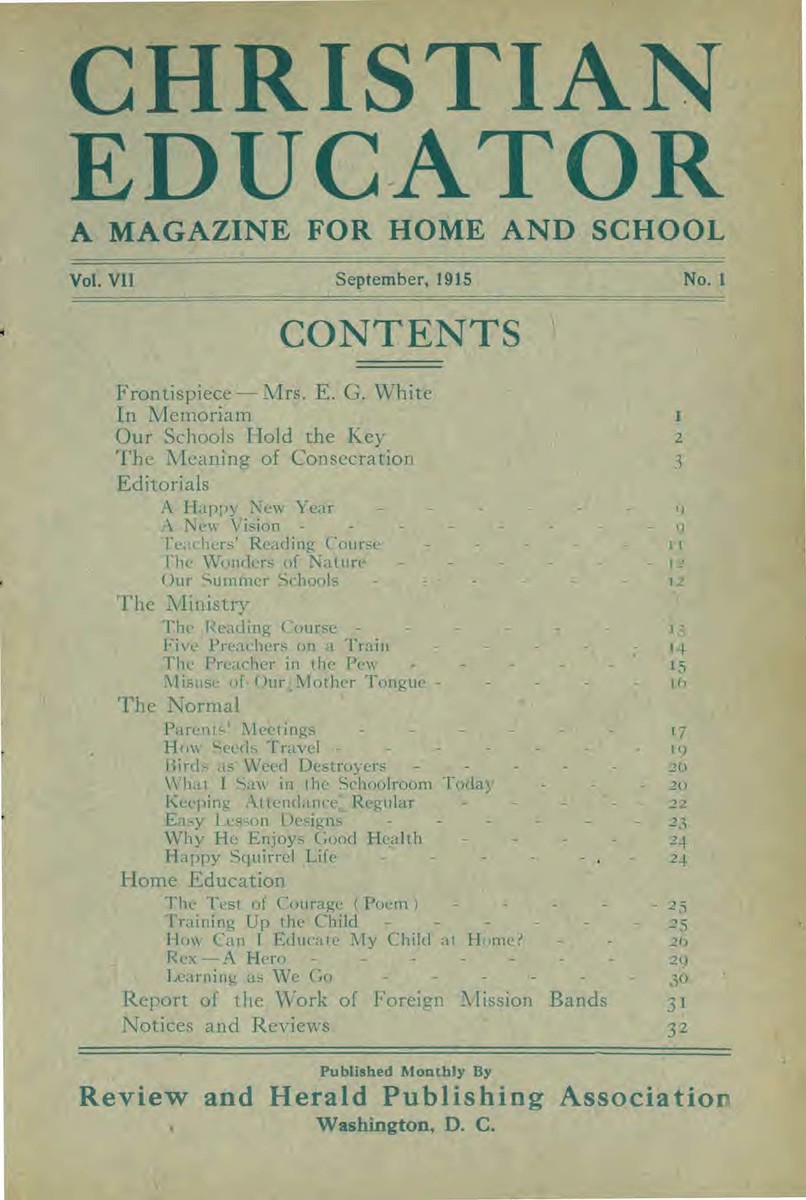 CHRISTIAN
EDUCATOR
A MAGAZINE FOR HOME AND SCHOOL
Vol. VII September, 1915 No. 1
CONTENTS
Frontispiece — Mrs. E. G. White
In Memoriam 1
Our Schools Hold the Key 2
The Meaning of Consecration 3
Editorials
A Happy New Year - - - - - 9
A New Vision - - - - - - - - 9
Teachers' Reading Course - - - - - 11
The Wonders of Nature - - - - - - 12
Our Summer Schools - - - - - - 12
The Ministry
The Reading Course - - - - - - 13
Five Preachers on a Train - - - - - 14
The Preacher in the Pew - - - - - 15
Misuse of Our Mother Tongue - - - - - 16
The Normal
Parents' Meetings - - - - - - - 17
How Seeds Travel - - - - - - - 19
Birds as Weed Destroyers - - - - - 20
What I Saw in the Schoolroom Today - - - 20
Keeping Attendance Regular - - - - 22
Easy Lesson Designs - - - - - - 23
Why He Enjoys Good Health - - - - 24
Happy Squirrel Life - - - - - - 24
Home Education
The Test of Courage (Poem) - - - - - 25
Training Up the Child - - - - - - 25
How Can I Educate My Child at Home? - - 26
Rex — A Hero - - - - - - - 29
Learning as We Go - - - - - - 30
Report of the Work of Foreign Mission Bands 31
Notices and Reviews 32
Published Monthly By
Review and Herald Publishing Association
Washington, D. C.